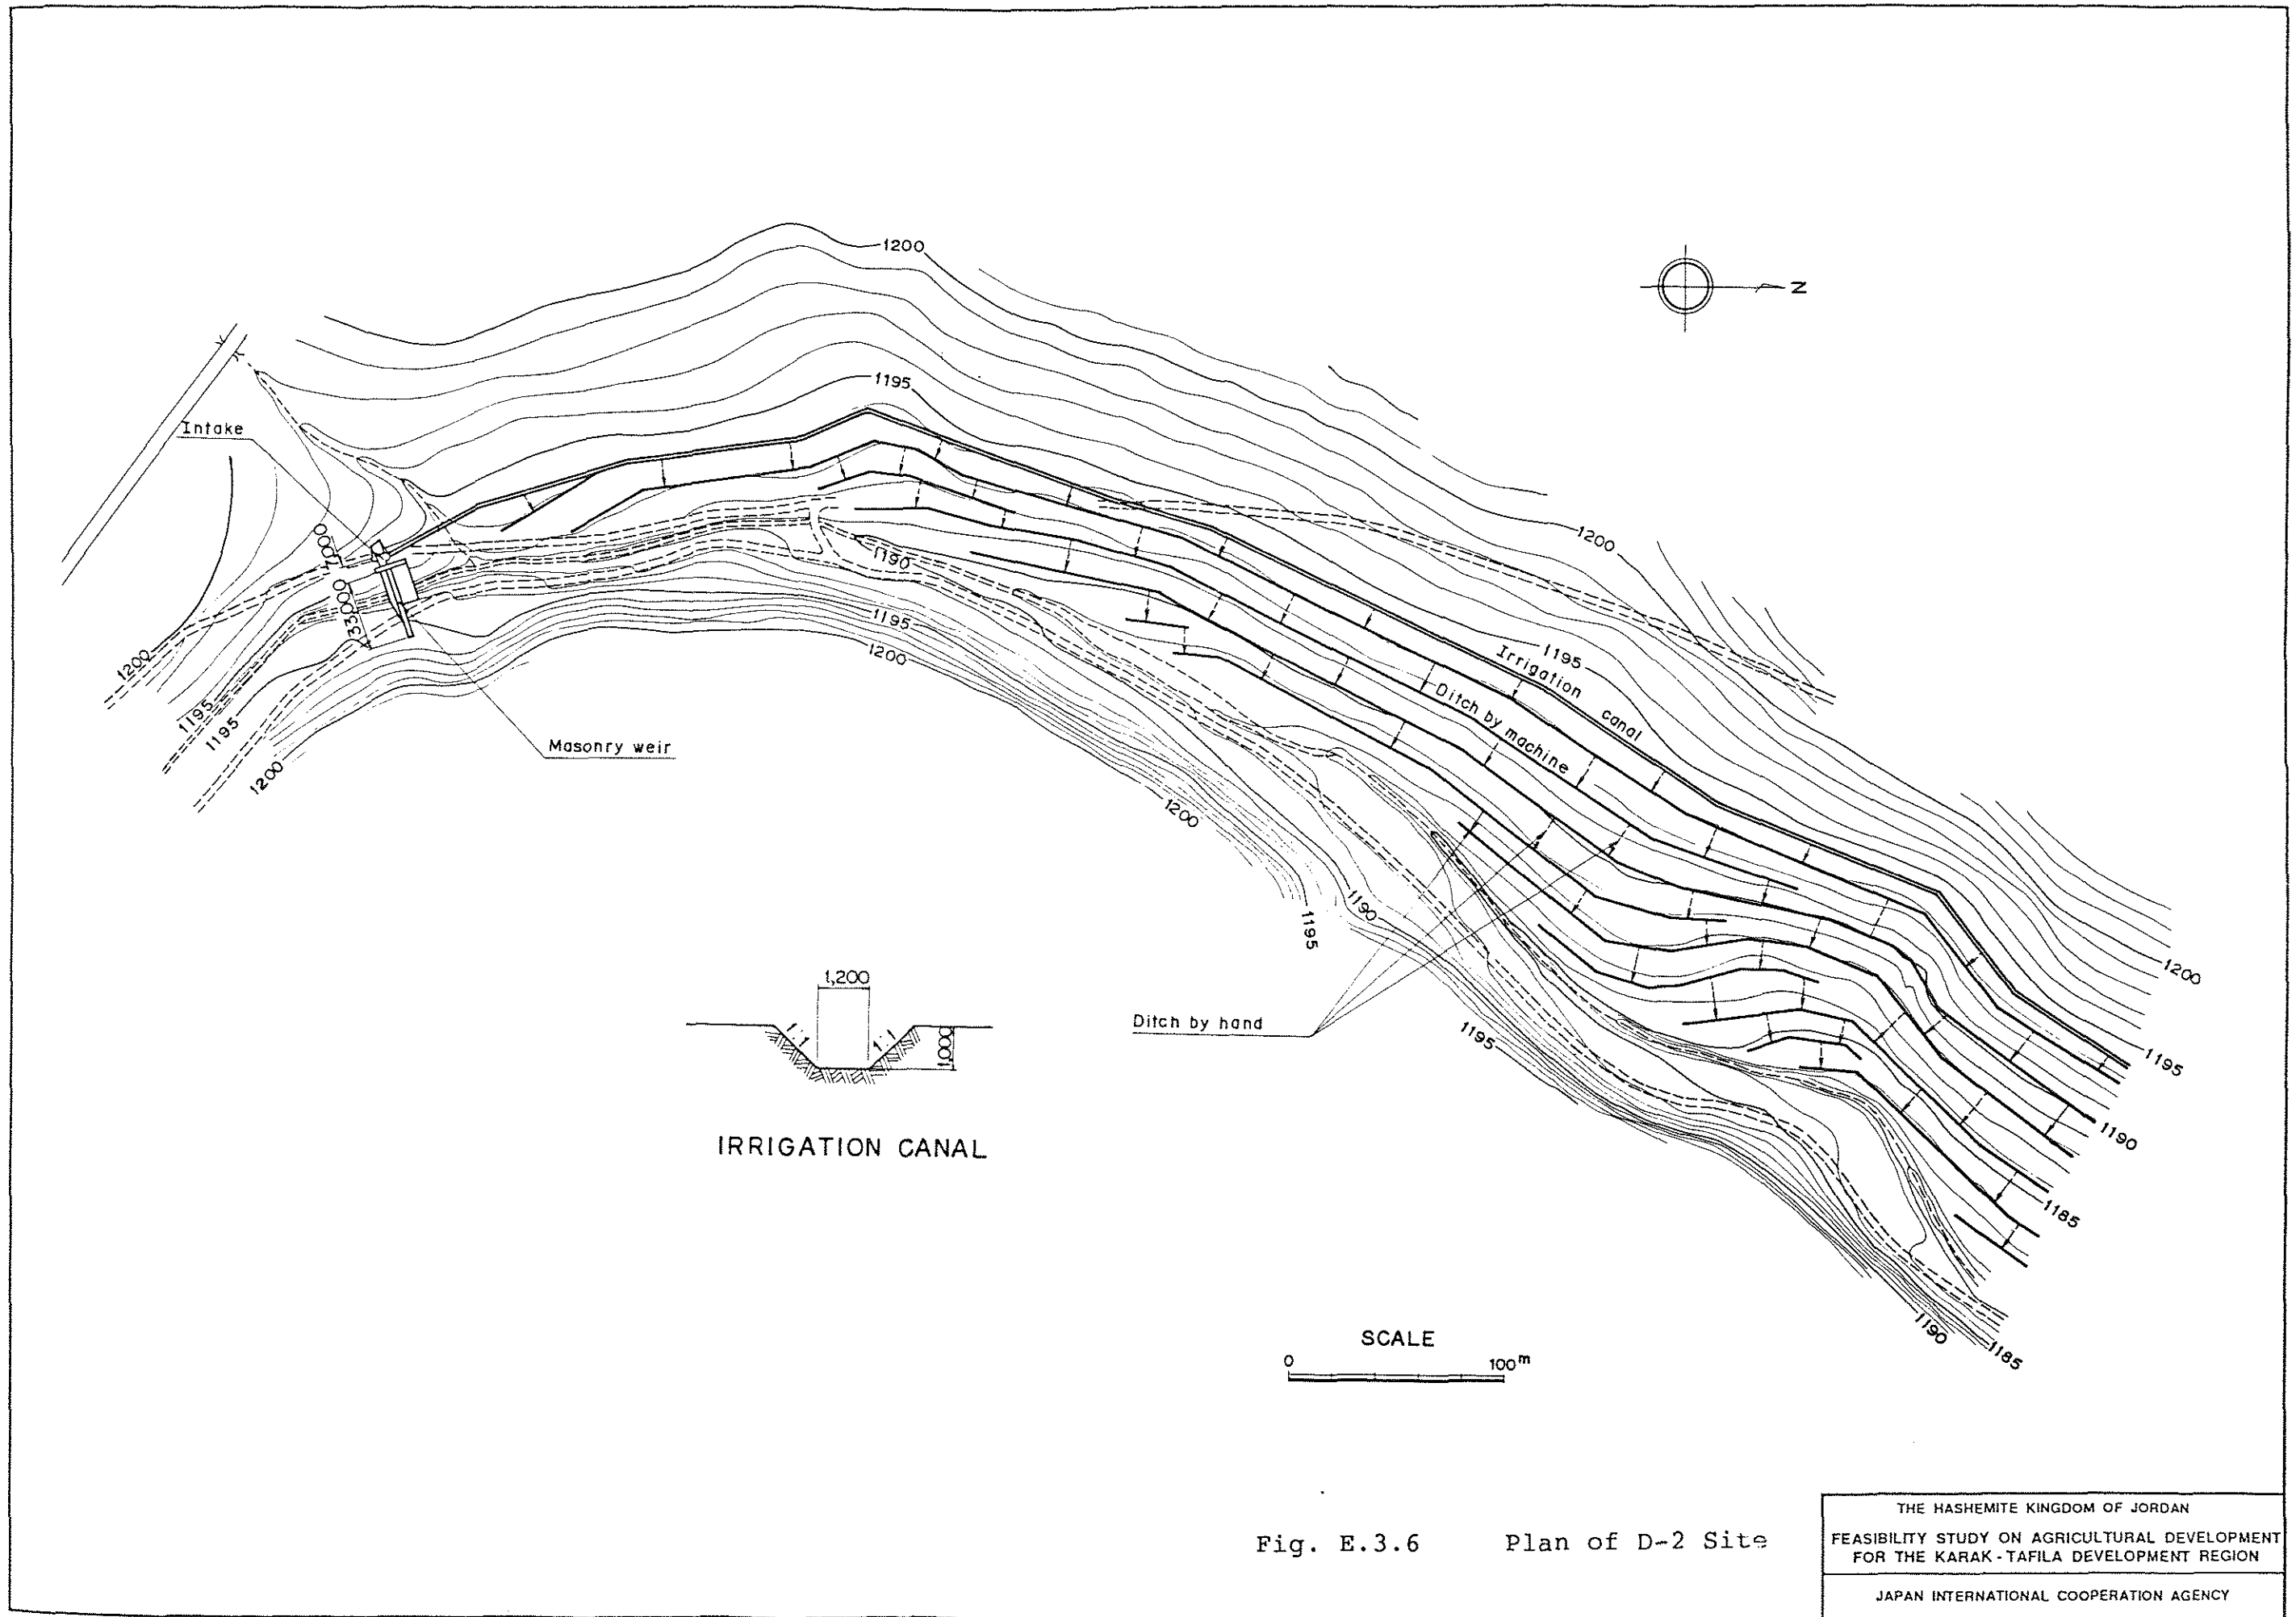 1200
1195
Intake
7,000
33,000
1200
1195
1195
1200
Masonry weir
1190
1195
1200
1200
N
1200
1195
Irrigation canal
Ditch by machine
1200
1195
1190
1195
1190
1185
1195
1190
1185
Ditch by hand
1,200
1:1
1:1
1,000
IRRIGATION CANAL
SCALE
0
100m
Fig. E.3.6 Plan of D-2 Site
THE HASHEMITE KINGDOM OF JORDAN
FEASIBILITY STUDY ON AGRICULTURAL DEVELOPMENT
FOR THE KARAK - TAFILA DEVELOPMENT REGION
JAPAN INTERNATIONAL COOPERATION AGENCY